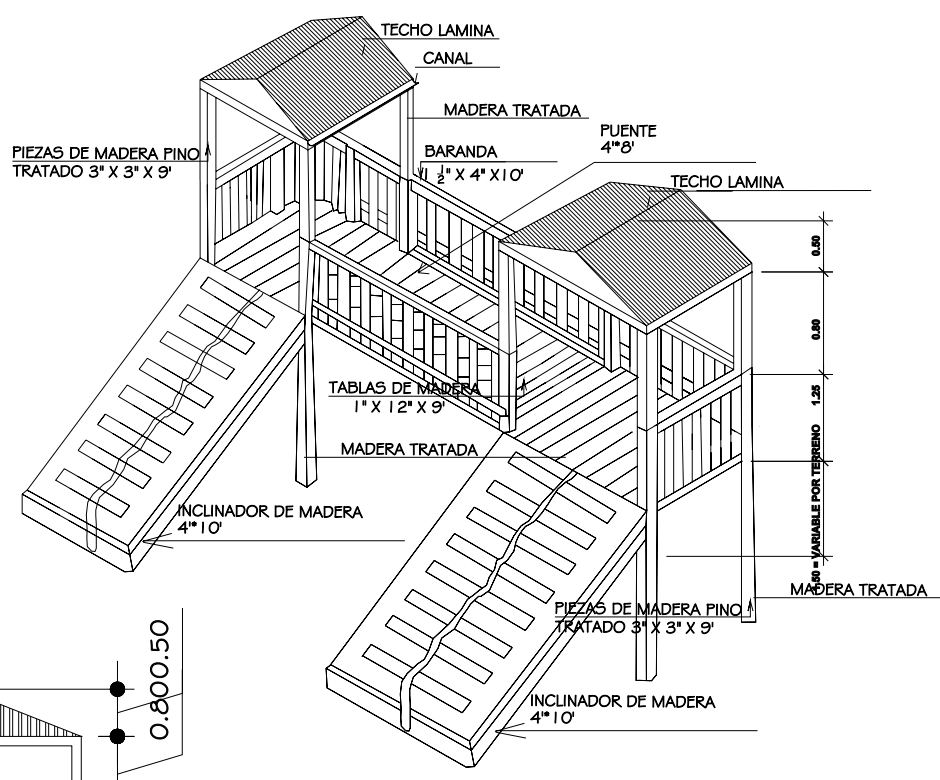 TECHO LAMINA
CANAL
MADERA TRATADA
PUENTE
4'*8'
PIEZAS DE MADERA PINO
TRATADO 3" X 3" X 9'
BARANDA
1 ½" X 4" X10'
TECHO LAMINA
0.50
0.80
1.25
TABLAS DE MADERA
1" X 12" X 9'
MADERA TRATADA
= VARIABLE POR TERRENO
INCLINADOR DE MADERA
4'*10'
MADERA TRATADA
PIEZAS DE MADERA PINO
TRATADO 3" X 3" X 9'
INCLINADOR DE MADERA
4'*10'
0.800.50